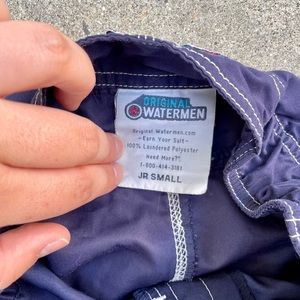 ORIGINAL
WATERMEN
Original Watermen.com
—Earn Your Salt—
100% Laundered Polyester
Need More?
1-800-414-3181
JR SMALL